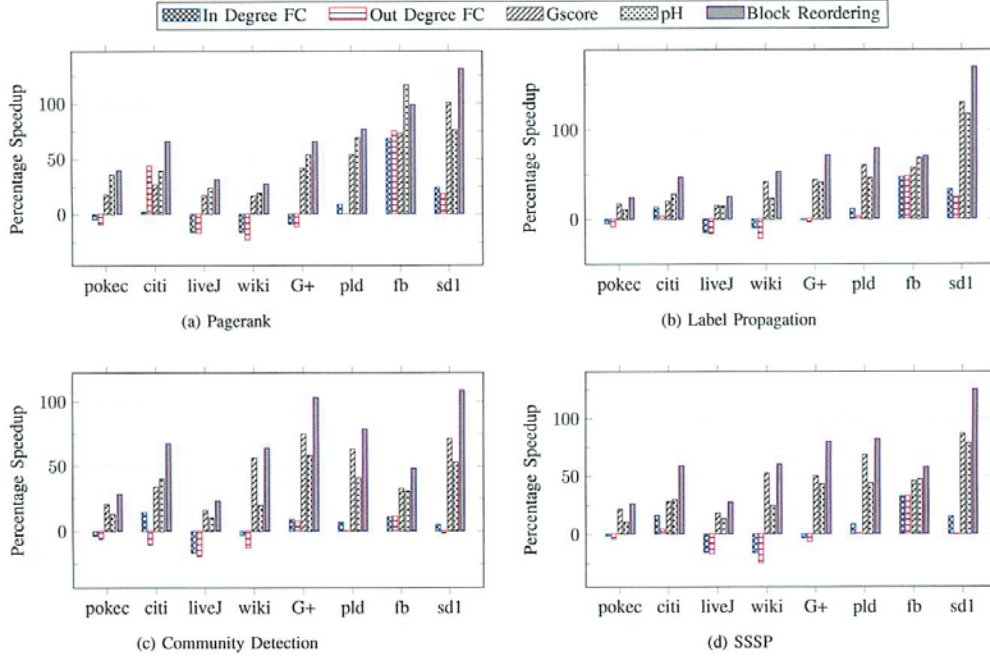 In Degree FC Out Degree FC Gscore pH Block Reordering
Percentage Speedup
100
50
0
pokec citi liveJ wiki G+ pld fb sd1
(a) Pagerank
Percentage Speedup
100
0
pokec citi liveJ wiki G+ pld fb sd1
(b) Label Propagation
Percentage Speedup
100
50
0
pokec citi liveJ wiki G+ pld fb sd1
(c) Community Detection
Percentage Speedup
100
50
0
pokec citi liveJ wiki G+ pld fb sd1
(d) SSSP